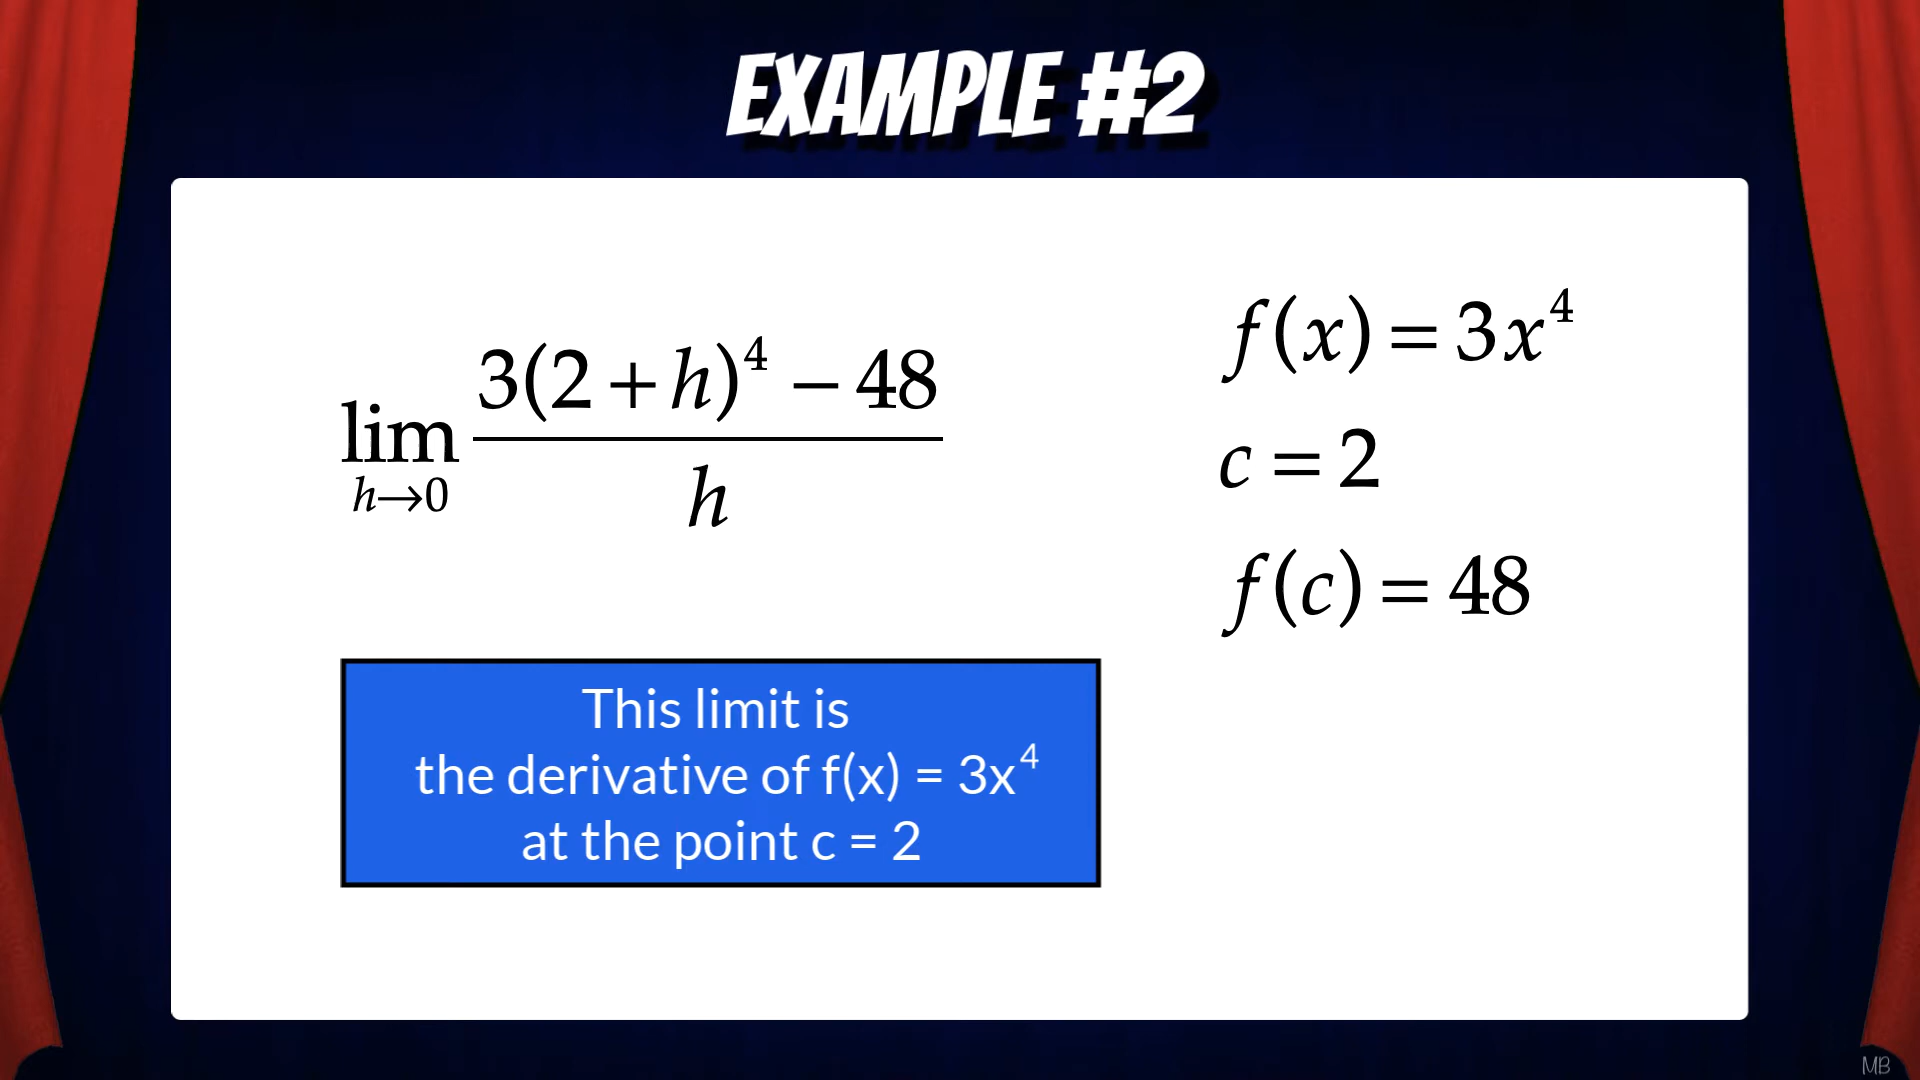 EXAMPLE #2
lim h→0 3(2 + h)⁴ − 48 / h
f(x) = 3x⁴
c = 2
f(c) = 48
This limit is
the derivative of f(x) = 3x⁴
at the point c = 2
MB